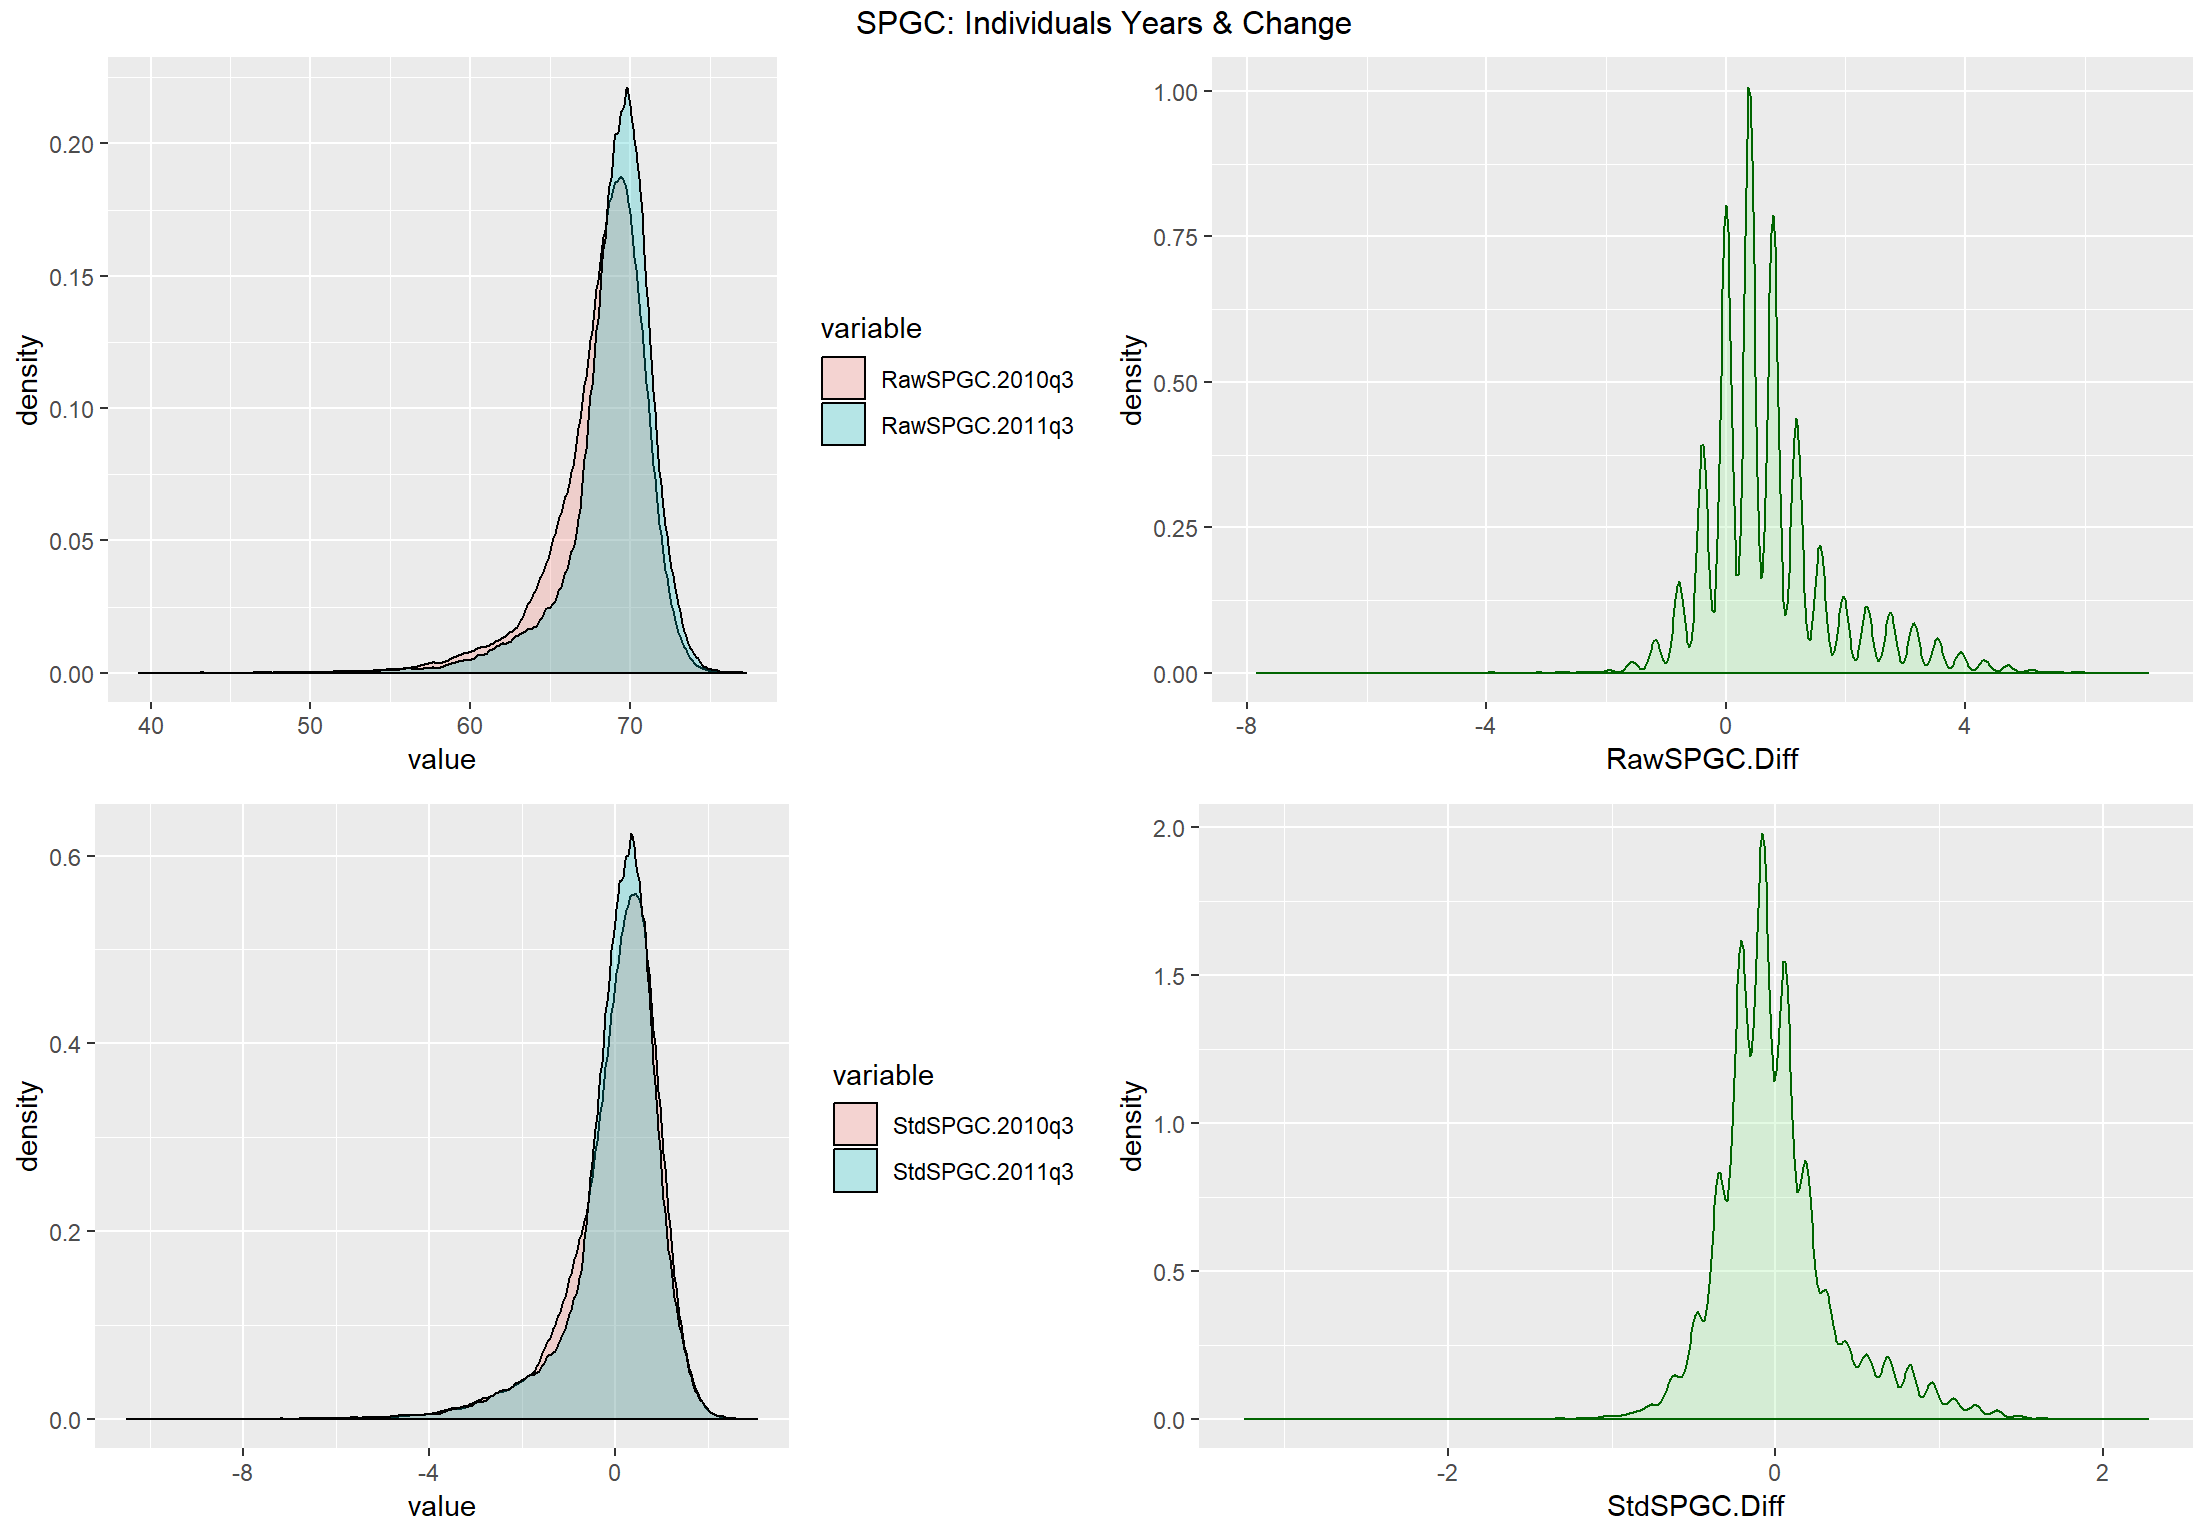 SPGC: Individuals Years & Change
density
0.20
0.15
0.10
0.05
0.00
40 50 60 70
value
variable
RawSPGC.2010q3
RawSPGC.2011q3
density
1.00
0.75
0.50
0.25
0.00
-8 -4 0 4
RawSPGC.Diff
density
0.6
0.4
0.2
0.0
-8 -4 0
value
variable
StdSPGC.2010q3
StdSPGC.2011q3
density
2.0
1.5
1.0
0.5
0.0
-2 0 2
StdSPGC.Diff